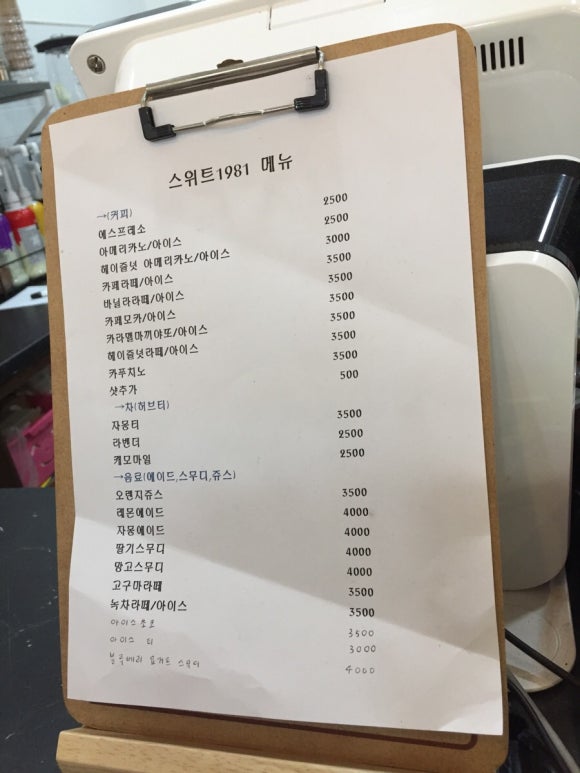 스위트1981 메뉴
→(커피)
에스프레소 2500
아메리카노/아이스 2500
헤이즐넛 아메리카노/아이스 3000
카페라떼/아이스 3500
바닐라라떼/아이스 3500
카페모카/아이스 3500
카라멜마끼야또/아이스 3500
헤이즐넛라떼/아이스 3500
카푸치노 3500
샷추가 500
→차(허브티)
자몽티 3500
라벤더 2500
케모마일 2500
→음료(에이드,스무디,쥬스)
오렌지쥬스 3500
레몬에이드 4000
자몽에이드 4000
딸기스무디 4000
망고스무디 4000
고구마라떼 3500
녹차라떼/아이스 3500
아이스초코 3500
아이스 티 3000
블루베리 요거트 스무디 4000